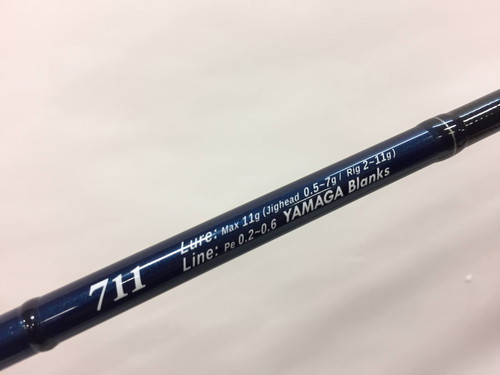 711
Lure: Max 11g (Jighead 0.5~7g / Rig 2~11g)
Line: Pe 0.2~0.6 YAMAGA Blanks